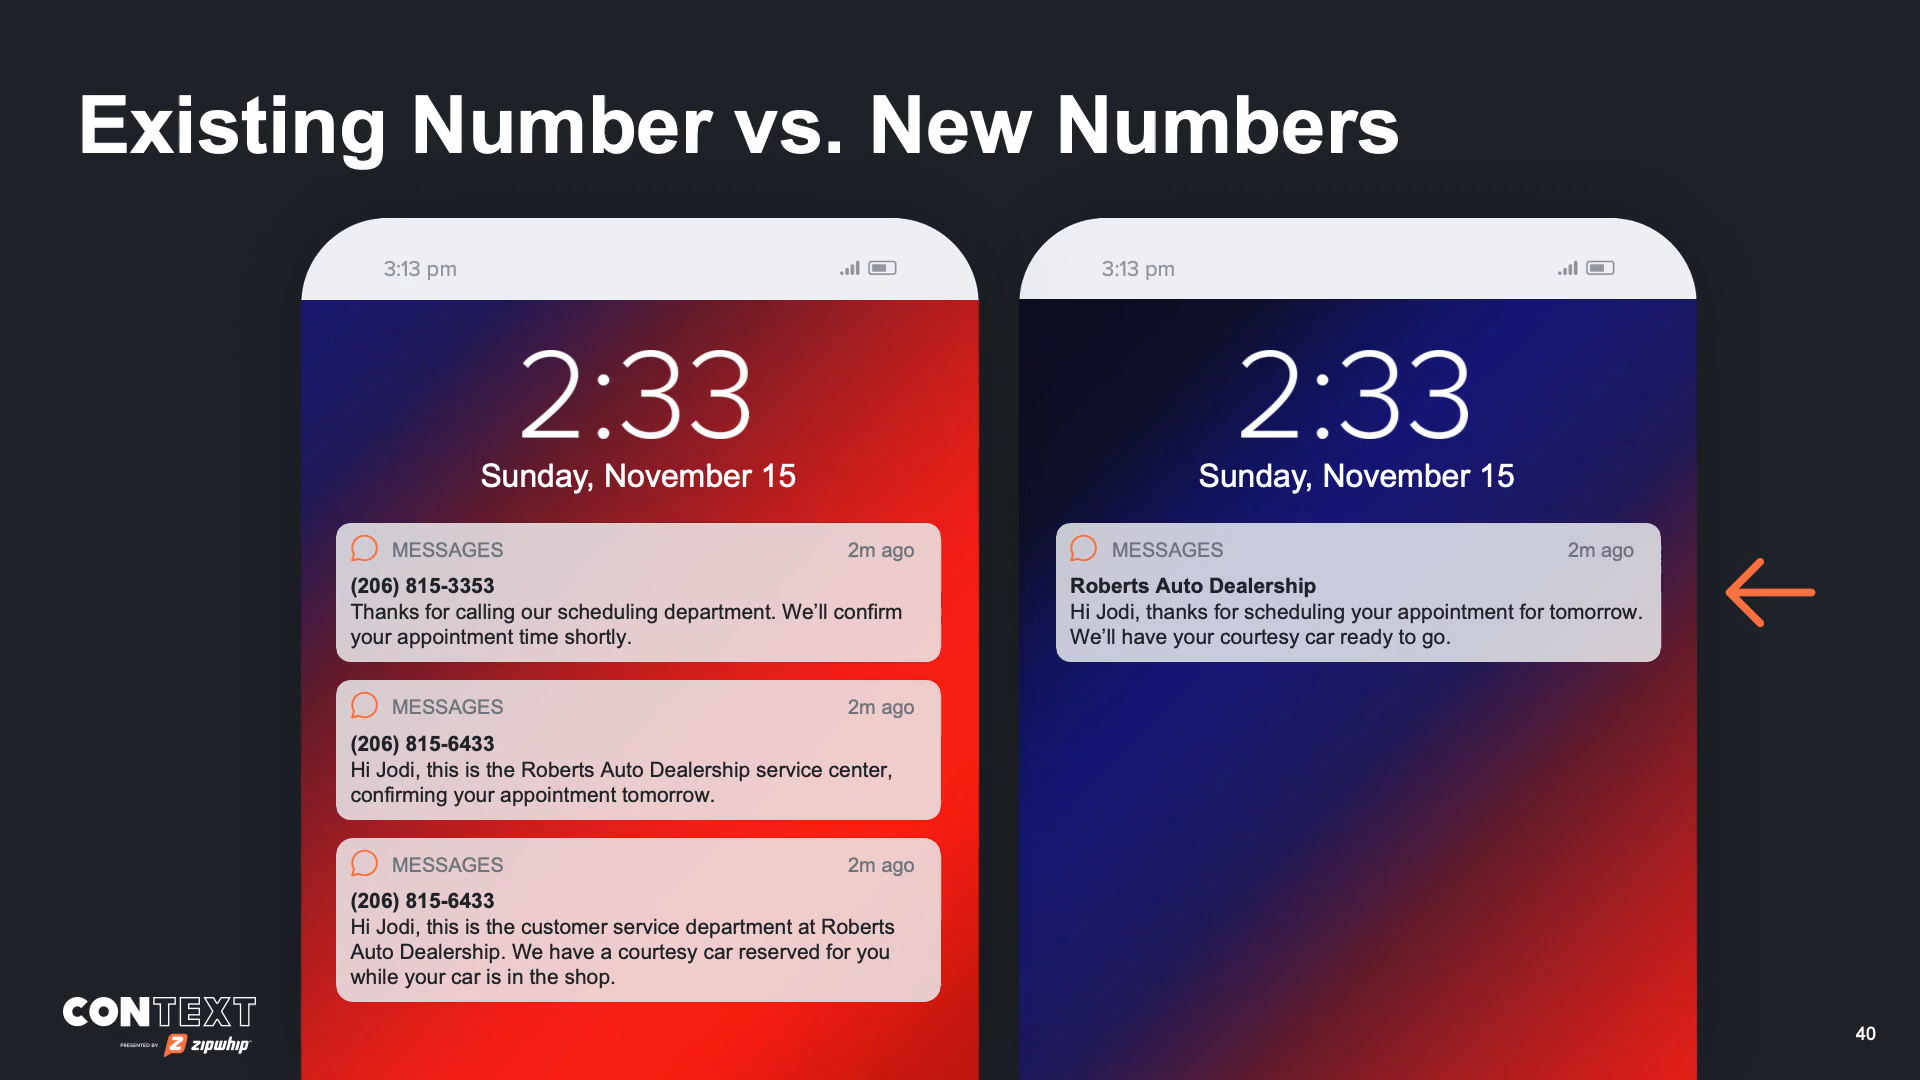 Existing Number vs. New Numbers
3:13 pm
2:33
Sunday, November 15
MESSAGES 2m ago
(206) 815-3353
Thanks for calling our scheduling department. We’ll confirm
your appointment time shortly.
MESSAGES 2m ago
(206) 815-6433
Hi Jodi, this is the Roberts Auto Dealership service center,
confirming your appointment tomorrow.
MESSAGES 2m ago
(206) 815-6433
Hi Jodi, this is the customer service department at Roberts
Auto Dealership. We have a courtesy car reserved for you
while your car is in the shop.
3:13 pm
2:33
Sunday, November 15
MESSAGES 2m ago
Roberts Auto Dealership
Hi Jodi, thanks for scheduling your appointment for tomorrow.
We’ll have your courtesy car ready to go.
CONTEXT
PRESENTED BY zipwhip
40